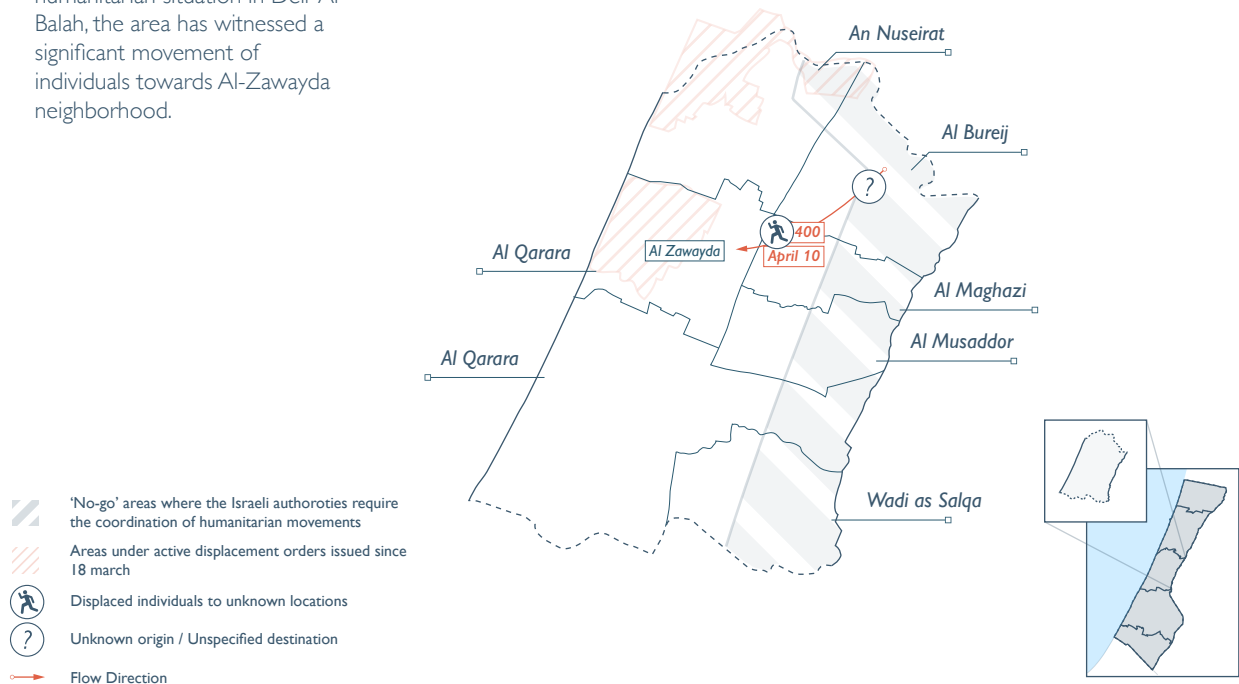 Balah, the area has witnessed a
significant movement of
individuals towards Al-Zawayda
neighborhood.
An Nuseirat
Al Bureij
?
400
April 10
Al Zawayda
Al Qarara
Al Maghazi
Al Musaddor
Al Qarara
Wadi as Salqa
‘No-go’ areas where the Israeli authoroties require
the coordination of humanitarian movements
Areas under active displacement orders issued since
18 march
Displaced individuals to unknown locations
?
Unknown origin / Unspecified destination
Flow Direction